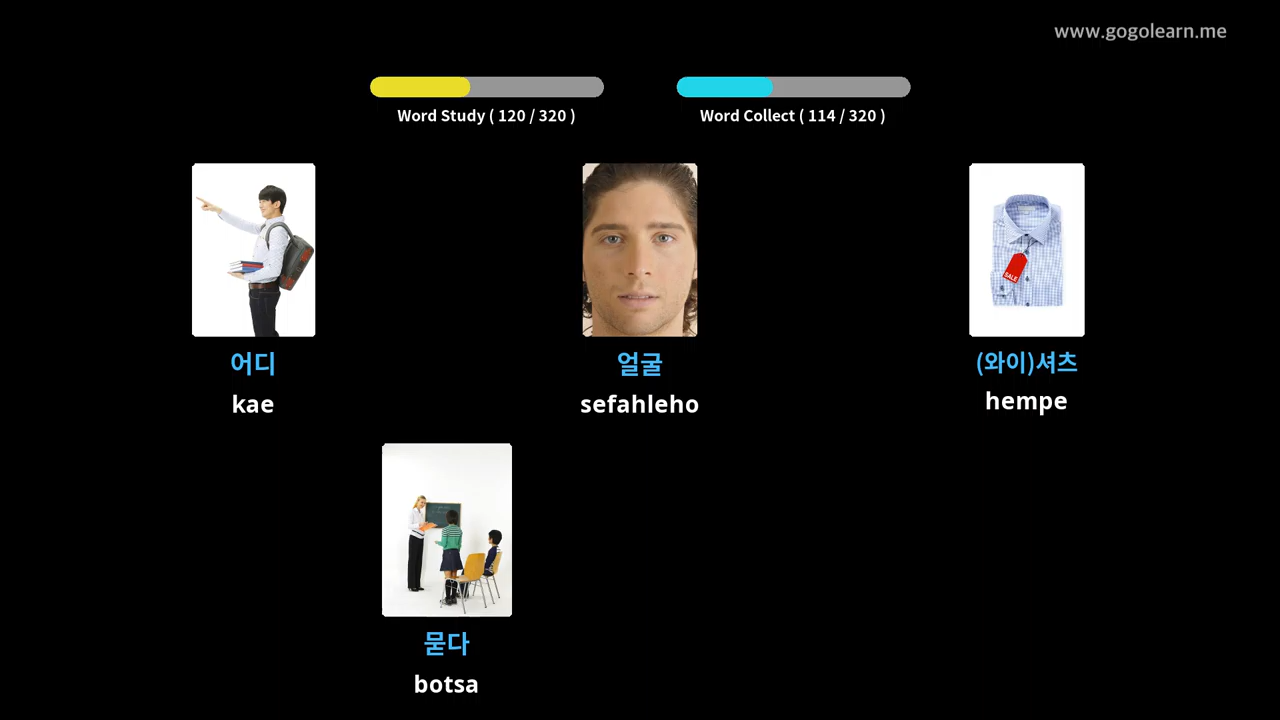 www.gogolearn.me
Word Study ( 120 / 320 )
Word Collect ( 114 / 320 )
어디
얼굴
(와이)셔츠
kae
sefahleho
hempe
SALE
묻다
botsa